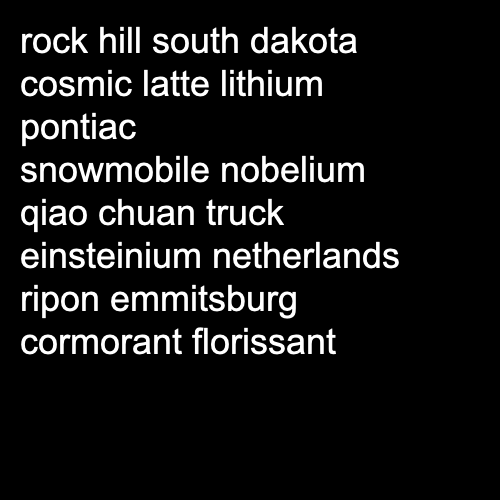 rock hill south dakota
cosmic latte lithium
pontiac
snowmobile nobelium
qiao chuan truck
einsteinium netherlands
ripon emmitsburg
cormorant florissant